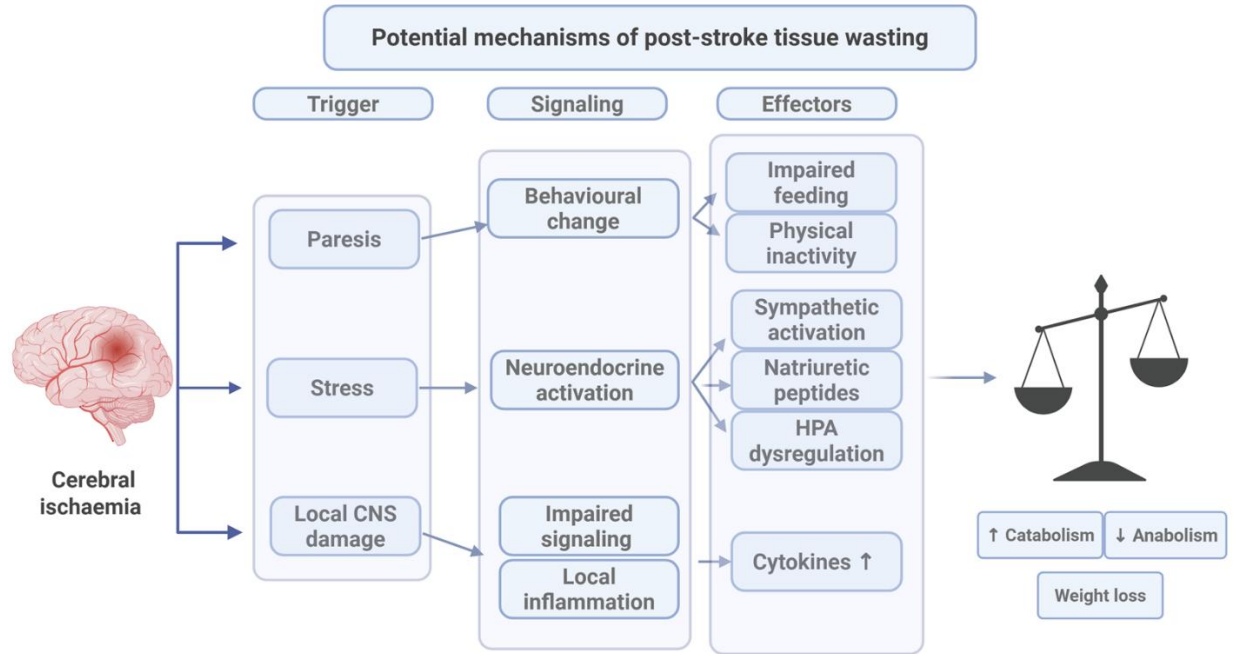 Potential mechanisms of post-stroke tissue wasting
Trigger
Signaling
Effectors
Cerebral
ischaemia
Paresis
Stress
Local CNS
damage
Behavioural
change
Neuroendocrine
activation
Impaired
signaling
Local
inflammation
Impaired
feeding
Physical
inactivity
Sympathetic
activation
Natriuretic
peptides
HPA
dysregulation
Cytokines ↑
↑ Catabolism
↓ Anabolism
Weight loss